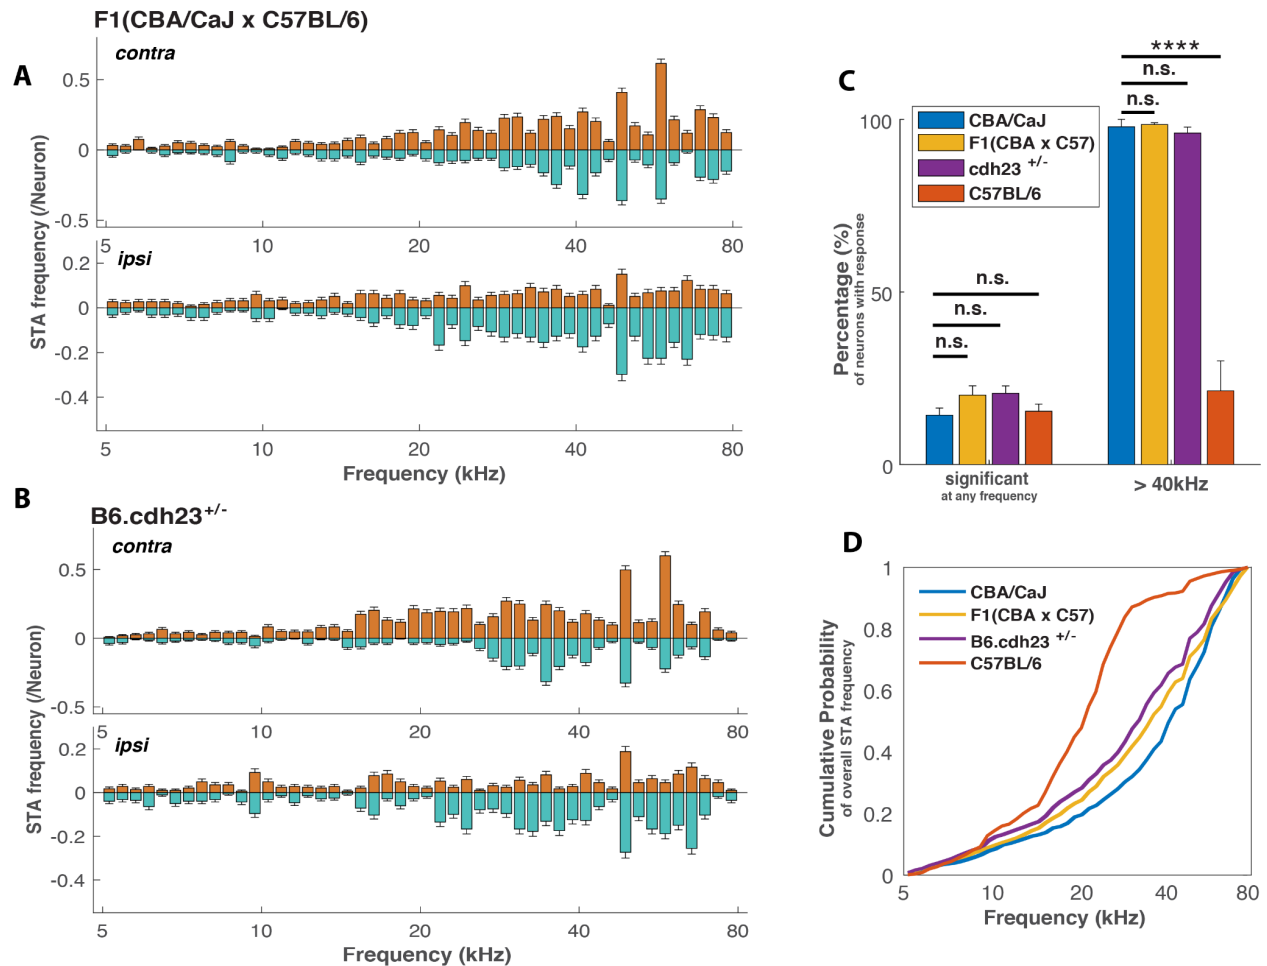 F1(CBA/CaJ x C57BL/6)
A
contra
0.5
0
-0.5
5 10 20 40 80
ipsi
0.2
0
-0.2
-0.4
5 10 20 40 80
STA frequency (/Neuron)
Frequency (kHz)
B
B6.cdh23+/-
contra
0.5
0
-0.5
5 10 20 40 80
ipsi
0.2
0
-0.2
-0.4
5 10 20 40 80
STA frequency (/Neuron)
Frequency (kHz)
C
****
n.s.
n.s.
CBA/CaJ
F1(CBA x C57)
cdh23 +/-
C57BL/6
100
50
0
Percentage (%)
of neurons with response
n.s.
n.s.
n.s.
significant
at any frequency
> 40kHz
D
CBA/CaJ
F1(CBA x C57)
B6.cdh23 +/-
C57BL/6
1
0.8
0.6
0.4
0.2
0
Cumulative Probability
of overall STA frequency
5 10 20 40 80
Frequency (kHz)